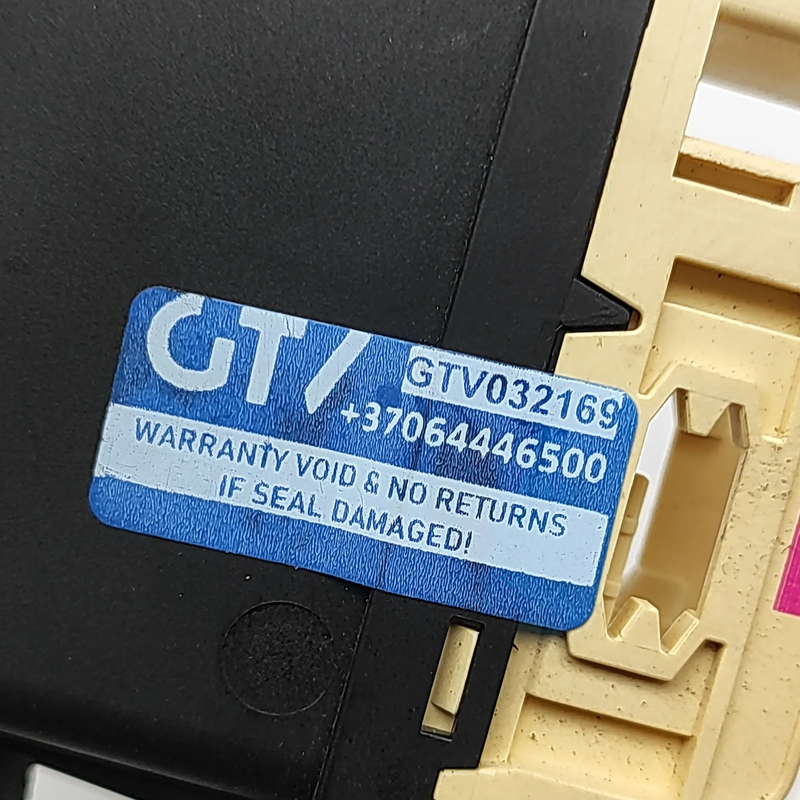 GTV
GTV032169
+37064446500
WARRANTY VOID & NO RETURNS
IF SEAL DAMAGED!